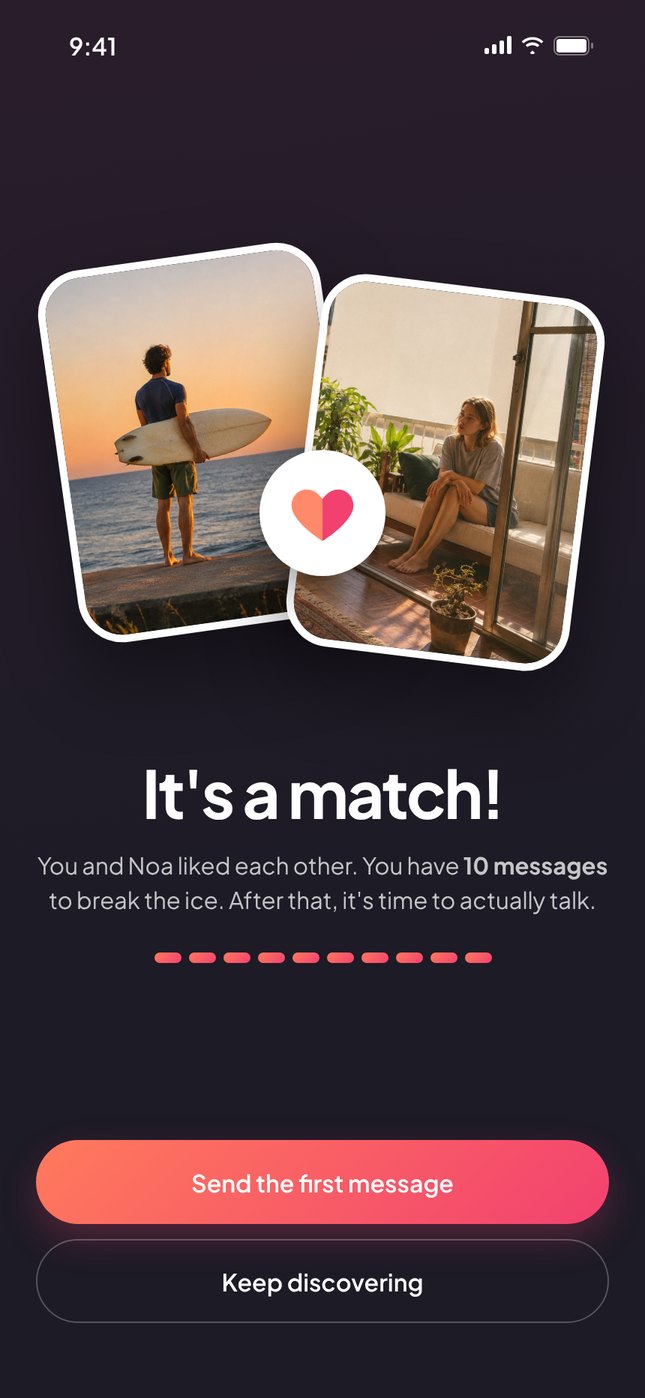 9:41
It's a match!
You and Noa liked each other. You have 10 messages
to break the ice. After that, it's time to actually talk.
Send the first message
Keep discovering